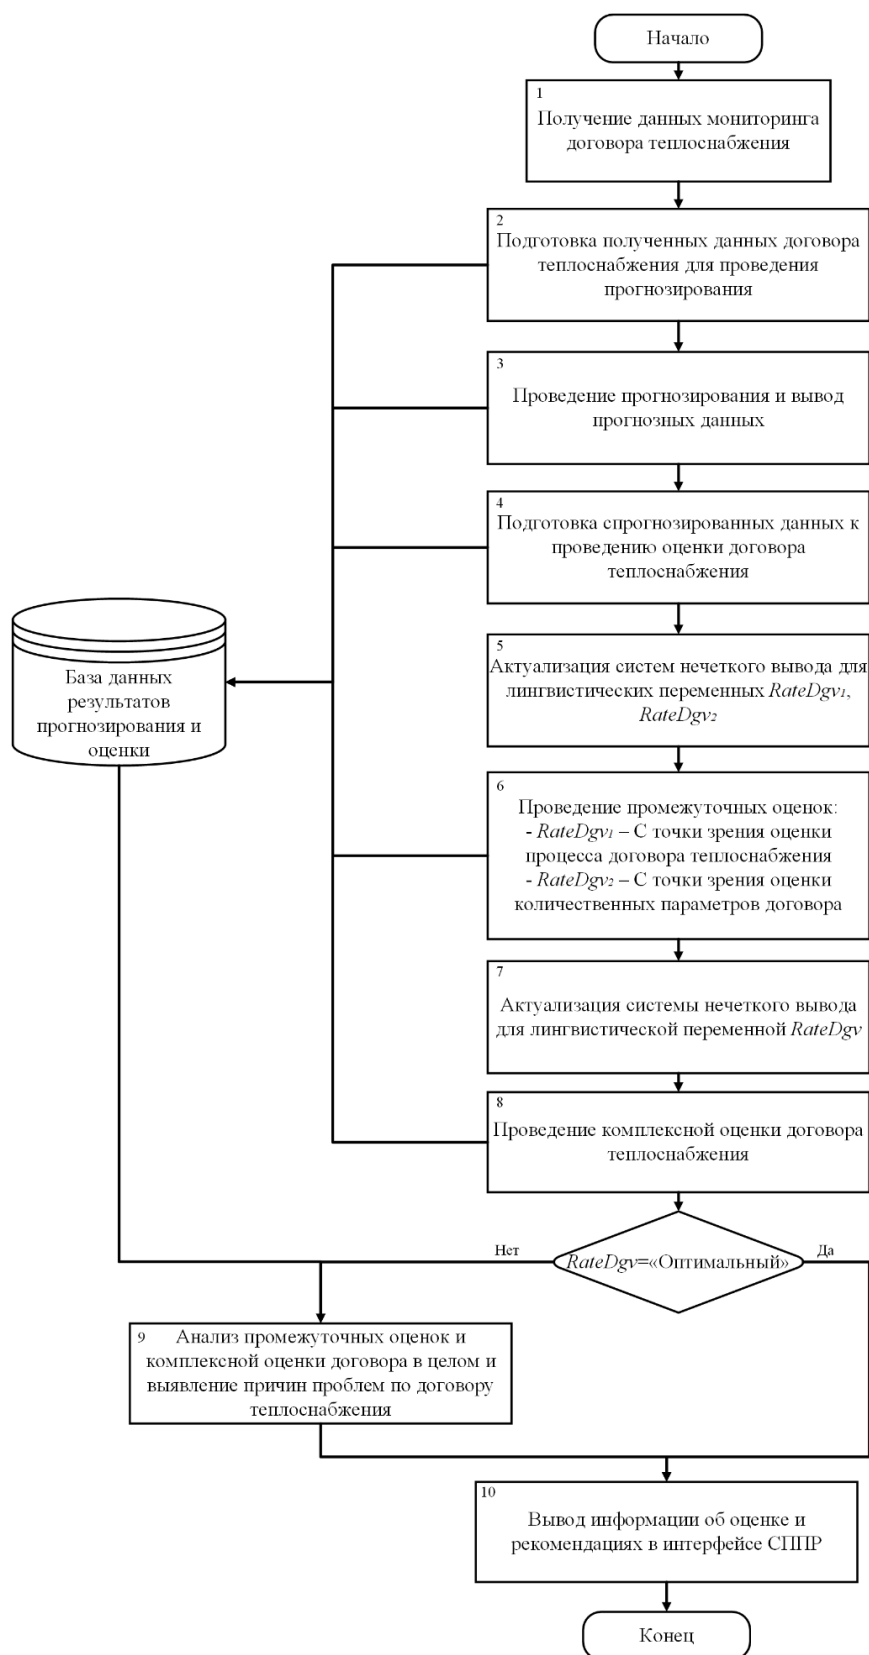 Начало
1
Получение данных мониторинга
договора теплоснабжения
2
Подготовка полученных данных договора
теплоснабжения для проведения
прогнозирования
3
Проведение прогнозирования и вывод
прогнозных данных
4
Подготовка спрогнозированных данных к
проведению оценки договора
теплоснабжения
База данных
результатов
прогнозирования и
оценки
5
Актуализация систем нечеткого вывода для
лингвистических переменных RateDgv₁,
RateDgv₂
6
Проведение промежуточных оценок:
- RateDgv₁ – С точки зрения оценки
процесса договора теплоснабжения
- RateDgv₂ – С точки зрения оценки
количественных параметров договора
7
Актуализация системы нечеткого вывода
для лингвистической переменной RateDgv
8
Проведение комплексной оценки договора
теплоснабжения
Нет
RateDgv=«Оптимальный»
Да
9
Анализ промежуточных оценок и
комплексной оценки договора в целом и
выявление причин проблем по договору
теплоснабжения
10
Вывод информации об оценке и
рекомендациях в интерфейсе СППР
Конец